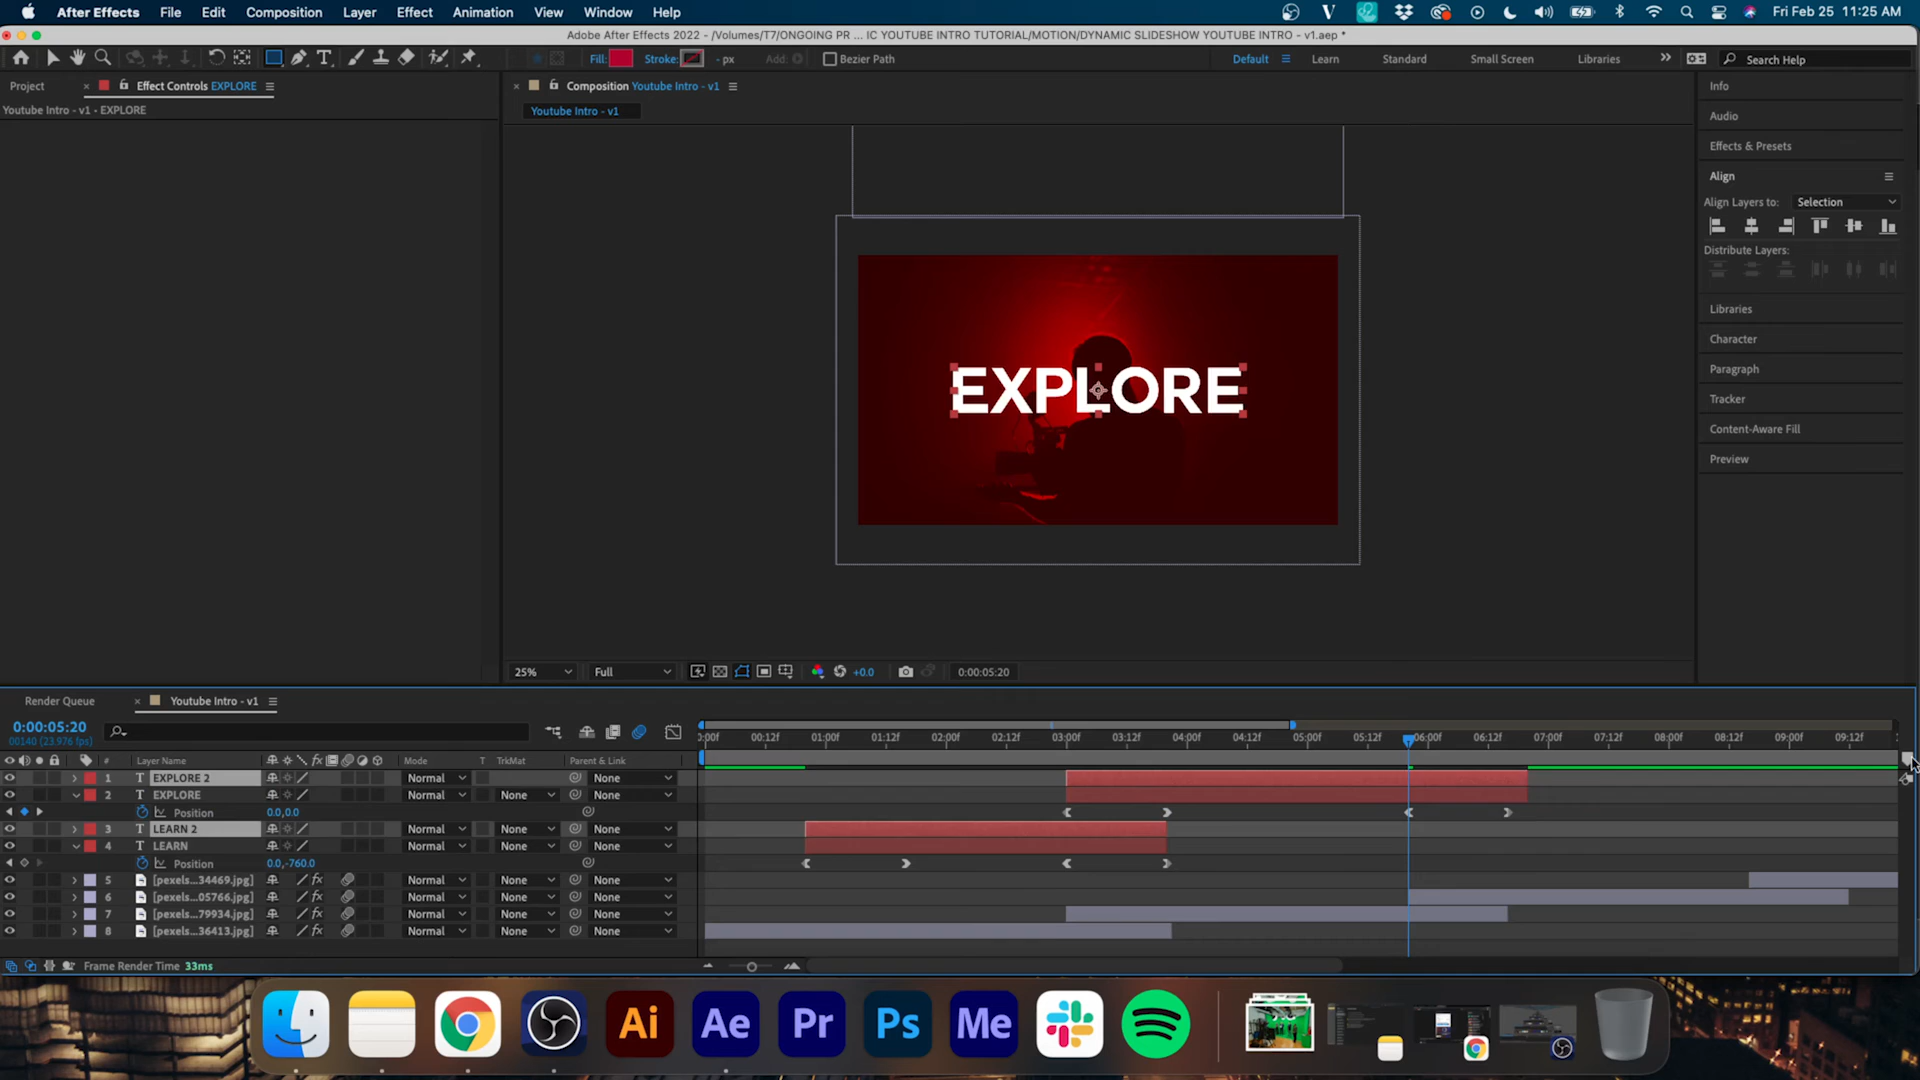 After Effects File Edit Composition Layer Effect Animation View Window Help Fri Feb 25 11:25 AM
Adobe After Effects 2022 - /Volumes/T7/ONGOING PR ... IC YOUTUBE INTRO TUTORIAL/MOTION/DYNAMIC SLIDESHOW YOUTUBE INTRO - v1.aep *
Fill: Stroke: - px Add: Bezier Path Default Learn Standard Small Screen Libraries Search Help
Project Effect Controls EXPLORE Composition Youtube Intro - v1 Info
Youtube Intro - v1 - EXPLORE Youtube Intro - v1
Audio
Effects & Presets
Align
Align Layers to: Selection
Distribute Layers:
Libraries
Character
Paragraph
Tracker
Content-Aware Fill
Preview
EXPLORE
25% Full +0.0 0:00:05:20
Render Queue Youtube Intro - v1
0:00:05:20
00140 (23.976 fps)
:00f 00:12f 01:00f 01:12f 02:00f 02:12f 03:00f 03:12f 04:00f 04:12f 05:00f 05:12f 06:00f 06:12f 07:00f 07:12f 08:00f 08:12f 09:00f 09:12f
# Layer Name Mode T TrkMat Parent & Link
1 T EXPLORE 2 Normal None
2 T EXPLORE Normal None None
Position 0.0,0.0
3 T LEARN 2 Normal None None
4 T LEARN Normal None None
Position 0.0,-760.0
5 [pexels...34469.jpg] Normal None None
6 [pexels...05766.jpg] Normal None None
7 [pexels...79934.jpg] Normal None None
8 [pexels...36413.jpg] Normal None None
Frame Render Time 33ms
Ai Ae Pr Ps Me